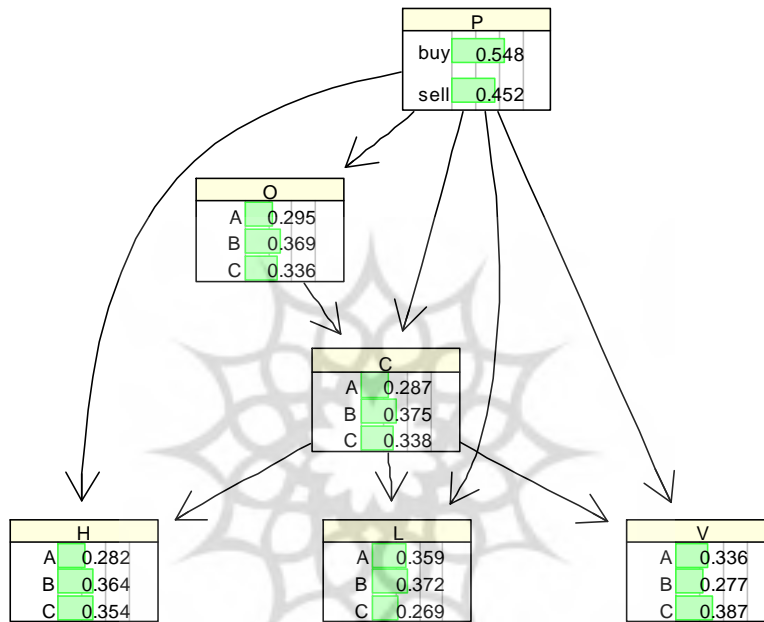 P
buy 0.548
sell 0.452
O
A 0.295
B 0.369
C 0.336
C
A 0.287
B 0.375
C 0.338
H
A 0.282
B 0.364
C 0.354
L
A 0.359
B 0.372
C 0.269
V
A 0.336
B 0.277
C 0.387